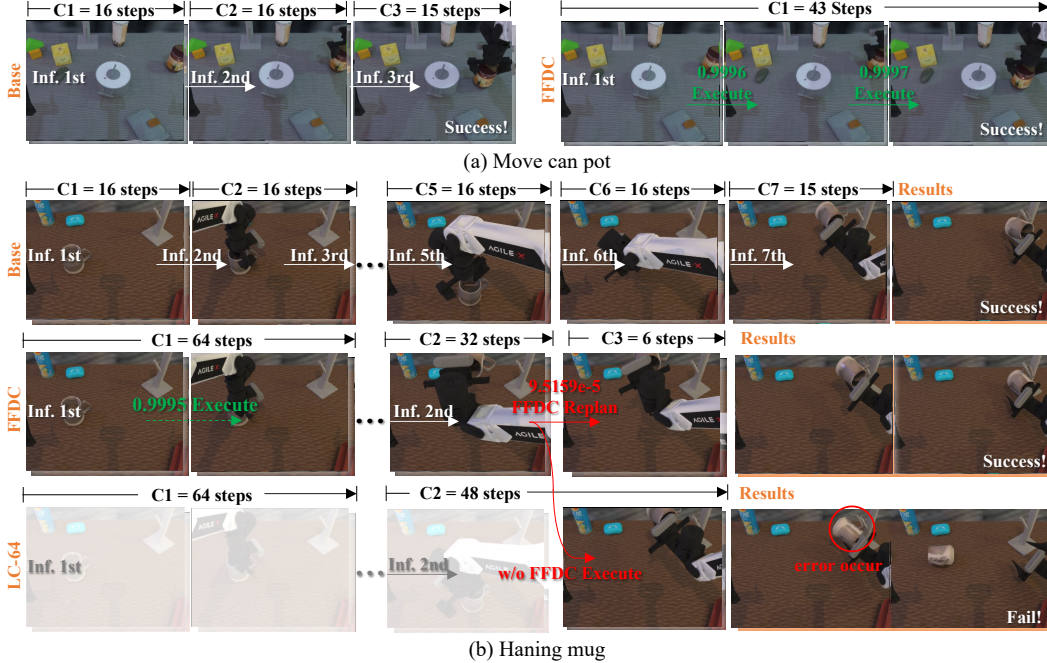 C1 = 16 steps
C2 = 16 steps
C3 = 15 steps
C1 = 43 Steps
Base
Inf. 1st
Inf. 2nd
Inf. 3rd
Success!
FFDC
Inf. 1st
0.9996
Execute
0.9997
Execute
Success!
(a) Move can pot
C1 = 16 steps
C2 = 16 steps
C5 = 16 steps
C6 = 16 steps
C7 = 15 steps
Results
Base
Inf. 1st
AGILE X
Inf. 2nd
Inf. 3rd
Inf. 5th
AGILE X
Inf. 6th
AGILE X
Inf. 7th
Success!
C1 = 64 steps
C2 = 32 steps
C3 = 6 steps
Results
FFDC
Inf. 1st
0.9995 Execute
Inf. 2nd
AGILE X
9.5159e-5
FFDC Replan
Success!
C1 = 64 steps
C2 = 48 steps
Results
LC-64
Inf. 1st
Inf. 2nd
w/o FFDC Execute
error occur
Fail!
(b) Haning mug